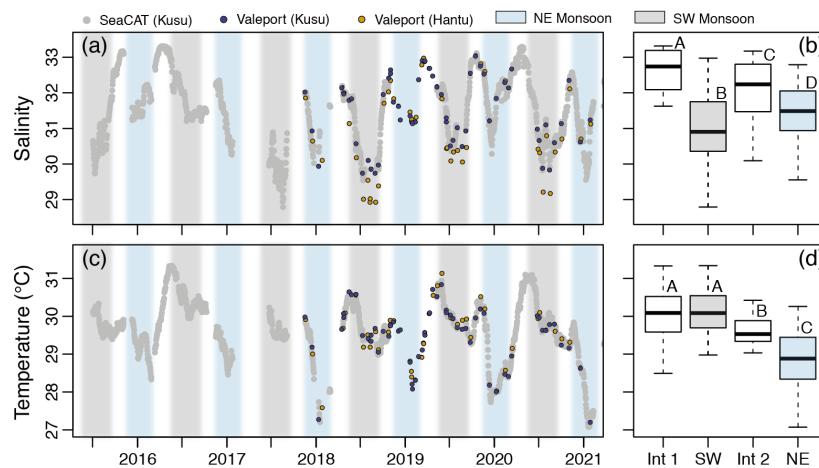 SeaCAT (Kusu) Valeport (Kusu) Valeport (Hantu) NE Monsoon SW Monsoon
(a) (b)
Salinity
33
32
31
30
29
A
B
C
D
(c) (d)
Temperature (°C)
31
30
29
28
27
A
A
B
C
2016 2017 2018 2019 2020 2021 Int 1 SW Int 2 NE